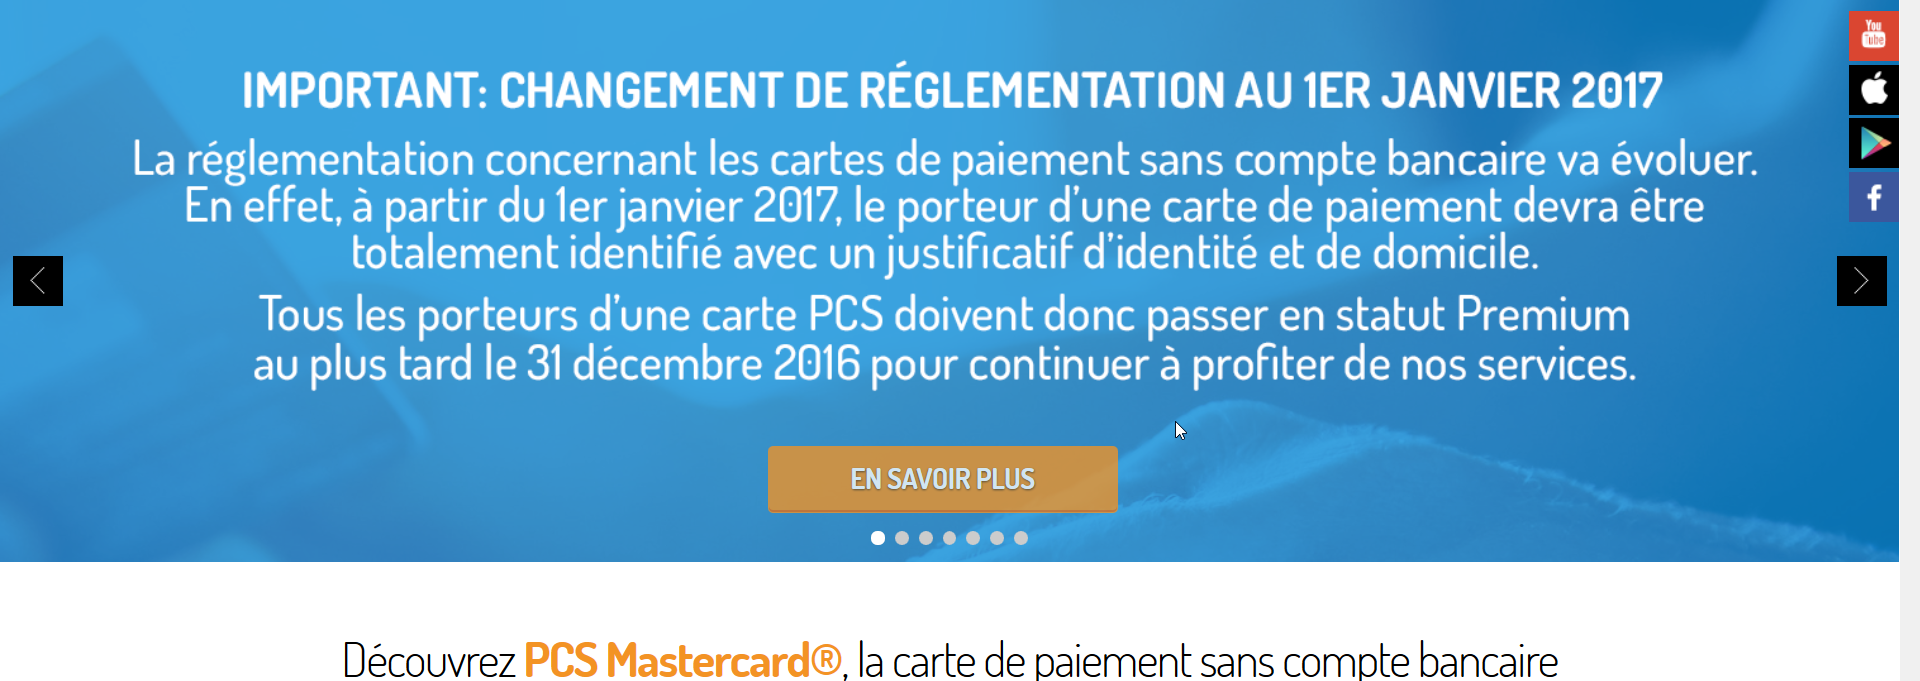 IMPORTANT: CHANGEMENT DE RÉGLEMENTATION AU 1ER JANVIER 2017
La réglementation concernant les cartes de paiement sans compte bancaire va évoluer.
En effet, à partir du 1er janvier 2017, le porteur d’une carte de paiement devra être
totalement identifié avec un justificatif d’identité et de domicile.
Tous les porteurs d’une carte PCS doivent donc passer en statut Premium
au plus tard le 31 décembre 2016 pour continuer à profiter de nos services.
EN SAVOIR PLUS
You
Tube
f
Découvrez PCS Mastercard®, la carte de paiement sans compte bancaire